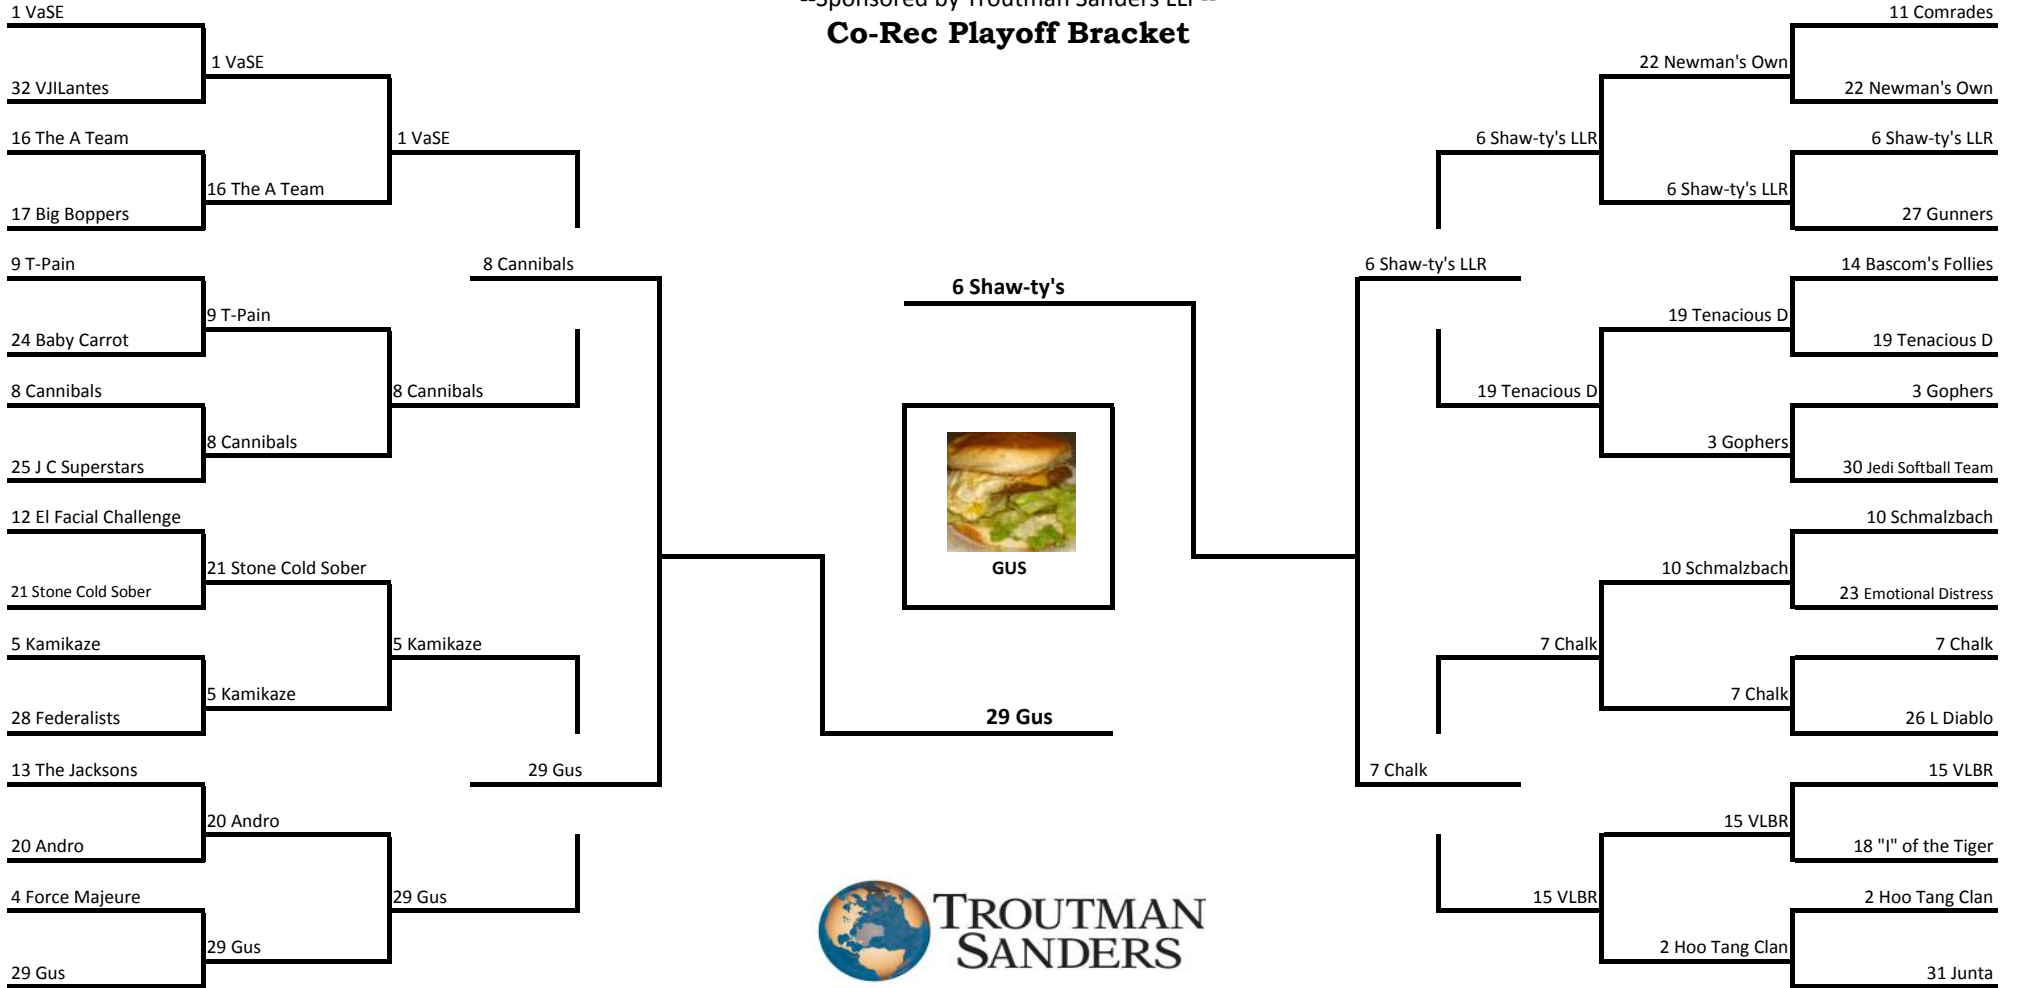 --Sponsored by Troutman Sanders LLP--
Co-Rec Playoff Bracket
1 VaSE
32 VJILantes
16 The A Team
17 Big Boppers
9 T-Pain
24 Baby Carrot
8 Cannibals
25 J C Superstars
12 El Facial Challenge
21 Stone Cold Sober
5 Kamikaze
28 Federalists
13 The Jacksons
20 Andro
4 Force Majeure
29 Gus
1 VaSE
16 The A Team
9 T-Pain
8 Cannibals
21 Stone Cold Sober
5 Kamikaze
20 Andro
29 Gus
1 VaSE
8 Cannibals
5 Kamikaze
29 Gus
8 Cannibals
29 Gus
6 Shaw-ty's
GUS
29 Gus
TROUTMAN
SANDERS
6 Shaw-ty's LLR
7 Chalk
6 Shaw-ty's LLR
19 Tenacious D
7 Chalk
15 VLBR
22 Newman's Own
6 Shaw-ty's LLR
19 Tenacious D
3 Gophers
10 Schmalzbach
7 Chalk
15 VLBR
2 Hoo Tang Clan
11 Comrades
22 Newman's Own
6 Shaw-ty's LLR
27 Gunners
14 Bascom's Follies
19 Tenacious D
3 Gophers
30 Jedi Softball Team
10 Schmalzbach
23 Emotional Distress
7 Chalk
26 L Diablo
15 VLBR
18 "I" of the Tiger
2 Hoo Tang Clan
31 Junta